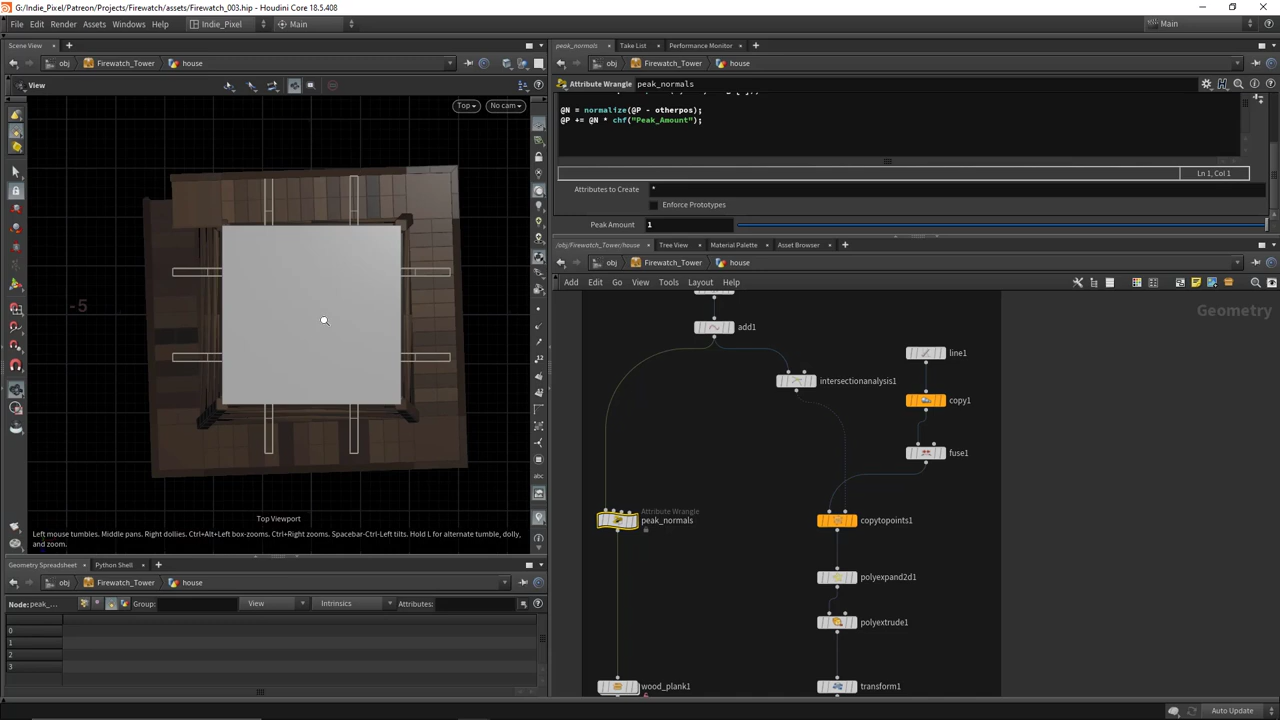 G:/Indie_Pixel/Patreon/Projects/Firewatch/assets/Firewatch_003.hip - Houdini Core 18.5.408
File Edit Render Assets Windows Help Indie_Pixel Main Main
Scene View
obj Firewatch_Tower house
View
Top No cam
-5
Top Viewport
Left mouse tumbles. Middle pans. Right dollies. Ctrl+Alt+Left box-zooms. Ctrl+Right zooms. Spacebar-Ctrl-Left tilts. Hold L for alternate tumble, dolly,
and zoom.
Geometry Spreadsheet Python Shell
obj Firewatch_Tower house
Node: peak_... Group: View Intrinsics Attributes:
0
1
2
3
peak_normals Take List Performance Monitor
obj Firewatch_Tower house
Attribute Wrangle peak_normals
@N = normalize(@P - otherpos);
@P += @N * chf("Peak_Amount");
Ln 1, Col 1
Attributes to Create *
Enforce Prototypes
Peak Amount 1
/obj/Firewatch_Tower/house Tree View Material Palette Asset Browser
obj Firewatch_Tower house
Add Edit Go View Tools Layout Help
Geometry
add1
line1
intersectionanalysis1
copy1
fuse1
Attribute Wrangle
peak_normals
copytopoints1
polyexpand2d1
polyextrude1
wood_plank1
transform1
Auto Update